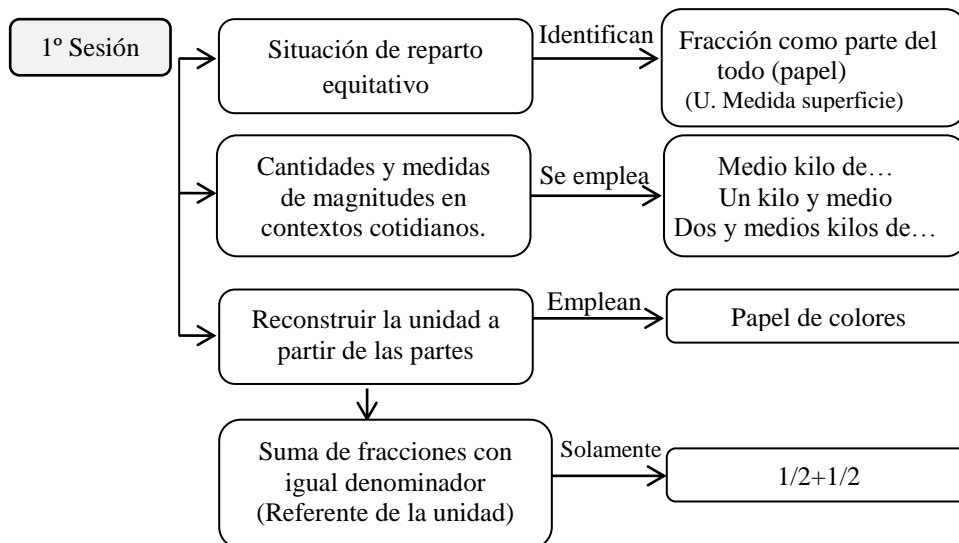 1º Sesión
Situación de reparto
equitativo
Identifican
Fracción como parte del
todo (papel)
(U. Medida superficie)
Cantidades y medidas
de magnitudes en
contextos cotidianos.
Se emplea
Medio kilo de…
Un kilo y medio
Dos y medios kilos de…
Reconstruir la unidad a
partir de las partes
Emplean
Papel de colores
Suma de fracciones con
igual denominador
(Referente de la unidad)
Solamente
1/2+1/2